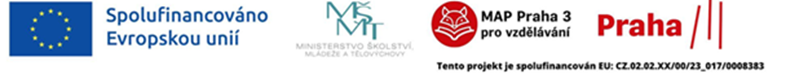 Spolufinancováno
Evropskou unií
MŠMT
MINISTERSTVO ŠKOLSTVÍ,
MLÁDEŽE A TĚLOVÝCHOVY
MAP Praha 3
pro vzdělávání
Praha
Tento projekt je spolufinancován EU: CZ.02.02.XX/00/23_017/0008383